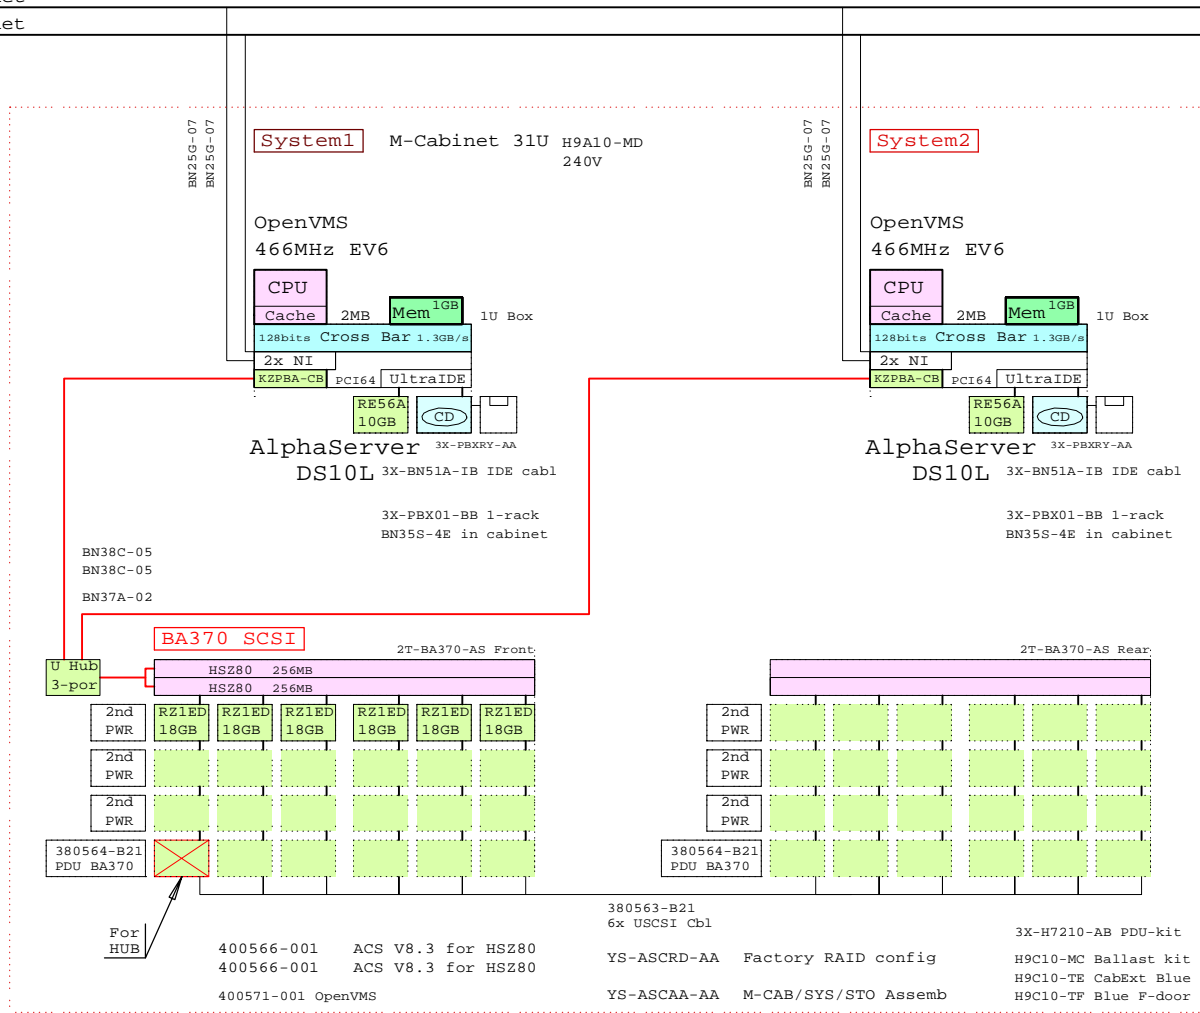 et
BN25G-07
BN25G-07
System1
M-Cabinet 31U
H9A10-MD
240V
BN25G-07
BN25G-07
System2
OpenVMS
466MHz EV6
CPU
Cache
2MB
Mem
1GB
1U Box
128bits Cross Bar 1.3GB/s
2x NI
KZPBA-CB
PCI64
UltraIDE
RE56A
10GB
CD
AlphaServer
3X-PBXRY-AA
DS10L
3X-BN51A-IB IDE cabl
3X-PBX01-BB 1-rack
BN35S-4E in cabinet
OpenVMS
466MHz EV6
CPU
Cache
2MB
Mem
1GB
1U Box
128bits Cross Bar 1.3GB/s
2x NI
KZPBA-CB
PCI64
UltraIDE
RE56A
10GB
CD
AlphaServer
3X-PBXRY-AA
DS10L
3X-BN51A-IB IDE cabl
3X-PBX01-BB 1-rack
BN35S-4E in cabinet
BN38C-05
BN38C-05
BN37A-02
BA370 SCSI
2T-BA370-AS Front
2T-BA370-AS Rear
U Hub
3-por
HSZ80 256MB
HSZ80 256MB
2nd
PWR
RZ1ED
18GB
RZ1ED
18GB
RZ1ED
18GB
RZ1ED
18GB
RZ1ED
18GB
RZ1ED
18GB
2nd
PWR
2nd
PWR
380564-B21
PDU BA370
2nd
PWR
2nd
PWR
2nd
PWR
380564-B21
PDU BA370
For
HUB
380563-B21
6x USCSI Cbl
400566-001 ACS V8.3 for HSZ80
400566-001 ACS V8.3 for HSZ80
400571-001 OpenVMS
YS-ASCRD-AA Factory RAID config
YS-ASCAA-AA M-CAB/SYS/STO Assemb
3X-H7210-AB PDU-kit
H9C10-MC Ballast kit
H9C10-TE CabExt Blue
H9C10-TF Blue F-door